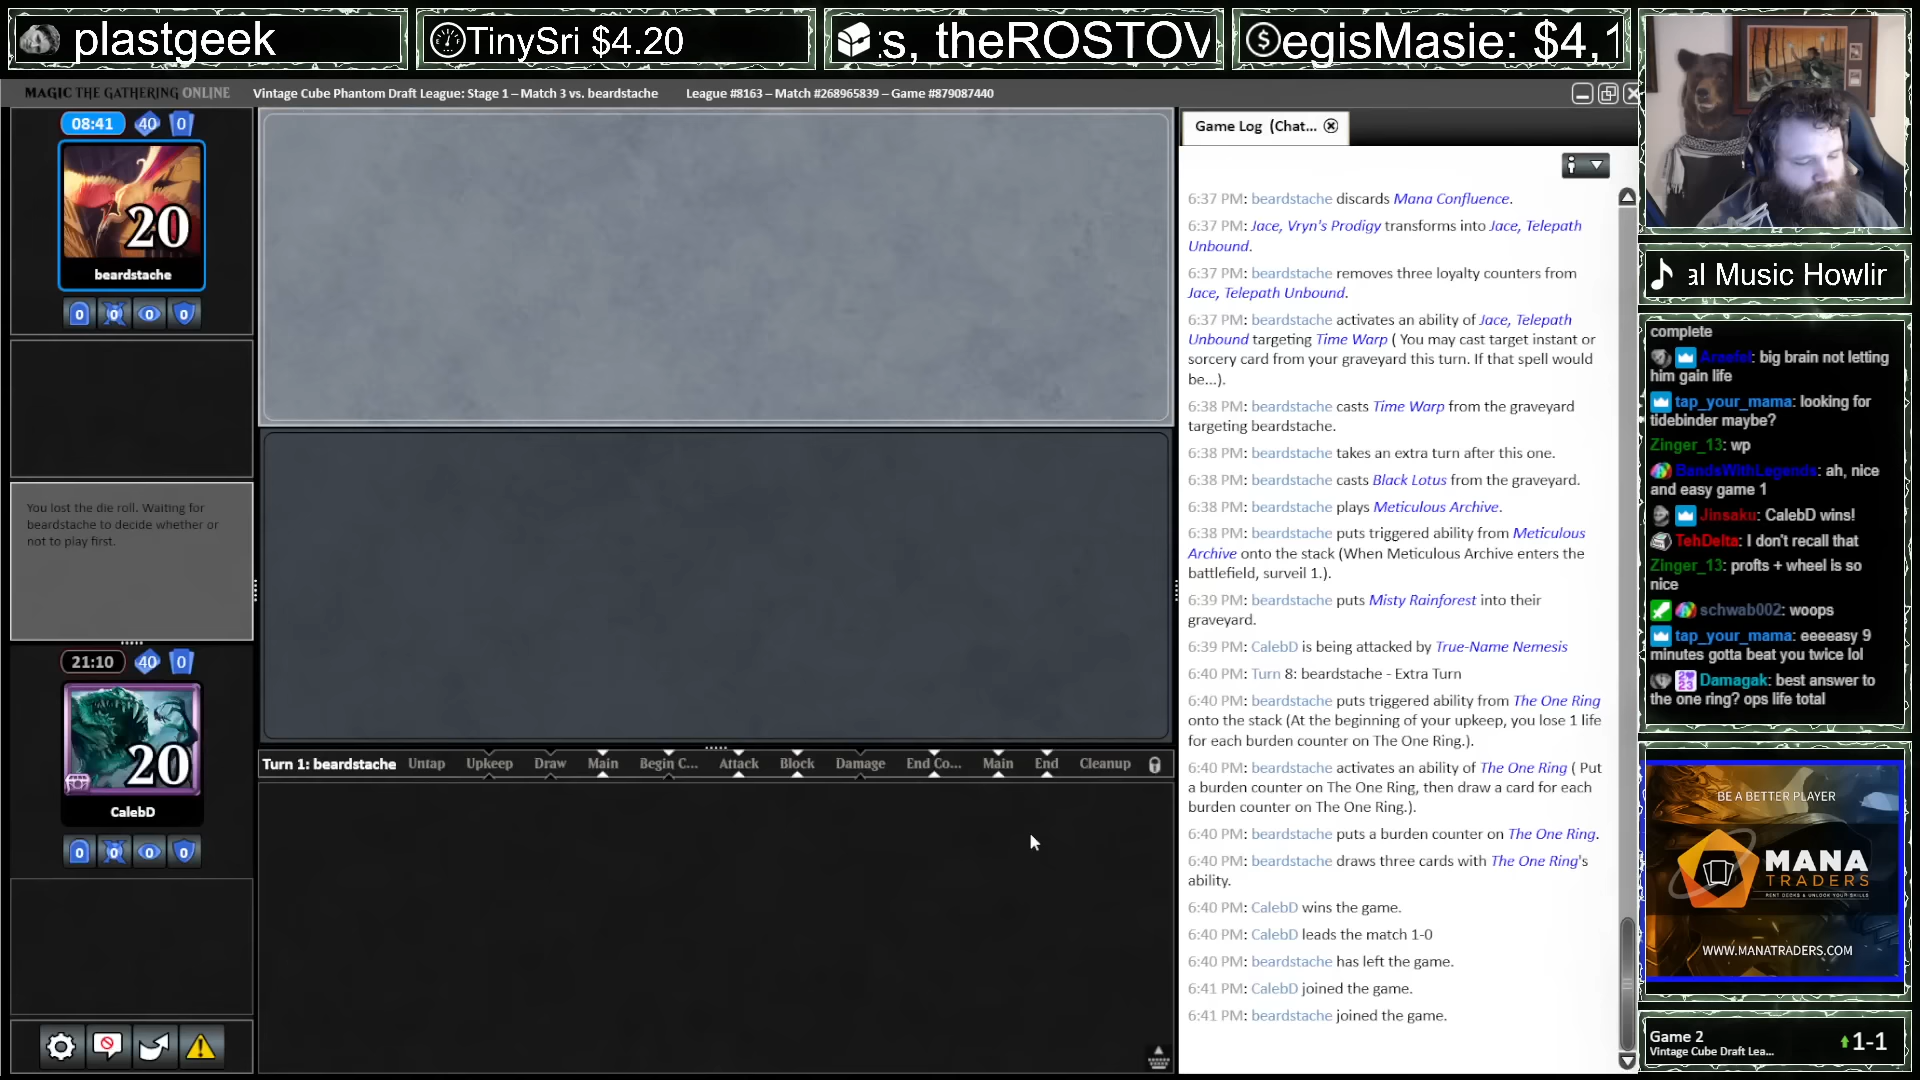 plastgeek
TinySri $4.20
s, theROSTOV
egisMasie: $4,1
MAGIC THE GATHERING ONLINE
Vintage Cube Phantom Draft League: Stage 1 – Match 3 vs. beardstache
League #8163 – Match #268965839 – Game #879087440
08:41
40
0
20
beardstache
0
0
0
0
You lost the die roll. Waiting for
beardstache to decide whether or
not to play first.
21:10
40
0
20
CalebD
0
0
0
0
Turn 1: beardstache
Untap
Upkeep
Draw
Main
Begin C...
Attack
Block
Damage
End Co...
Main
End
Cleanup
Game Log (Chat...
6:37 PM: beardstache discards Mana Confluence.
6:37 PM: Jace, Vryn's Prodigy transforms into Jace, Telepath
Unbound.
6:37 PM: beardstache removes three loyalty counters from
Jace, Telepath Unbound.
6:37 PM: beardstache activates an ability of Jace, Telepath
Unbound targeting Time Warp ( You may cast target instant or
sorcery card from your graveyard this turn. If that spell would
be...).
6:38 PM: beardstache casts Time Warp from the graveyard
targeting beardstache.
6:38 PM: beardstache takes an extra turn after this one.
6:38 PM: beardstache casts Black Lotus from the graveyard.
6:38 PM: beardstache plays Meticulous Archive.
6:38 PM: beardstache puts triggered ability from Meticulous
Archive onto the stack (When Meticulous Archive enters the
battlefield, surveil 1.).
6:39 PM: beardstache puts Misty Rainforest into their
graveyard.
6:39 PM: CalebD is being attacked by True-Name Nemesis
6:40 PM: Turn 8: beardstache - Extra Turn
6:40 PM: beardstache puts triggered ability from The One Ring
onto the stack (At the beginning of your upkeep, you lose 1 life
for each burden counter on The One Ring.).
6:40 PM: beardstache activates an ability of The One Ring ( Put
a burden counter on The One Ring, then draw a card for each
burden counter on The One Ring.).
6:40 PM: beardstache puts a burden counter on The One Ring.
6:40 PM: beardstache draws three cards with The One Ring's
ability.
6:40 PM: CalebD wins the game.
6:40 PM: CalebD leads the match 1-0
6:40 PM: beardstache has left the game.
6:41 PM: CalebD joined the game.
6:41 PM: beardstache joined the game.
al Music Howlin
complete
Araefel: big brain not letting
him gain life
tap_your_mama: looking for
tidebinder maybe?
Zinger_13: wp
BandsWithLegends: ah, nice
and easy game 1
Jinsaku: CalebD wins!
TehDelta: I don't recall that
Zinger_13: profts + wheel is so
nice
schwab002: woops
tap_your_mama: eeeeasy 9
minutes gotta beat you twice lol
Damagak: best answer to
the one ring? ops life total
BE A BETTER PLAYER
MANA
TRADERS
RENT DECKS & UNLOCK YOUR SKILLS
WWW.MANATRADERS.COM
Game 2
Vintage Cube Draft Lea...
1-1